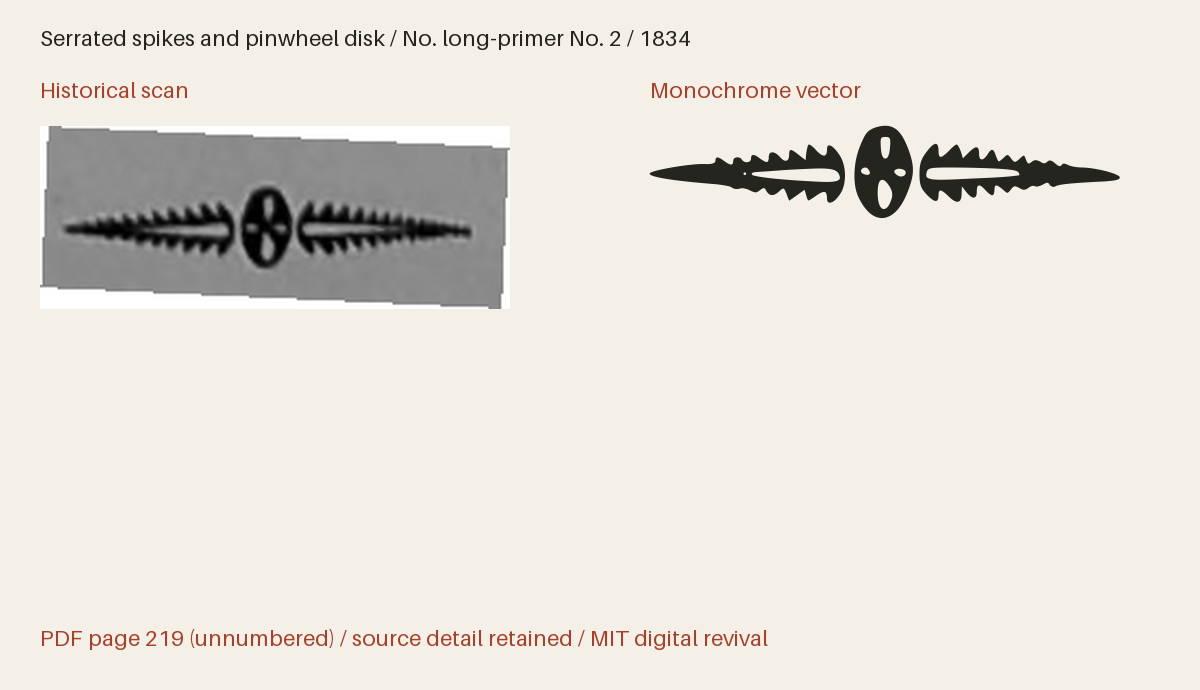 Serrated spikes and pinwheel disk / No. long-primer No. 2 / 1834
Historical scan
Monochrome vector
PDF page 219 (unnumbered) / source detail retained / MIT digital revival